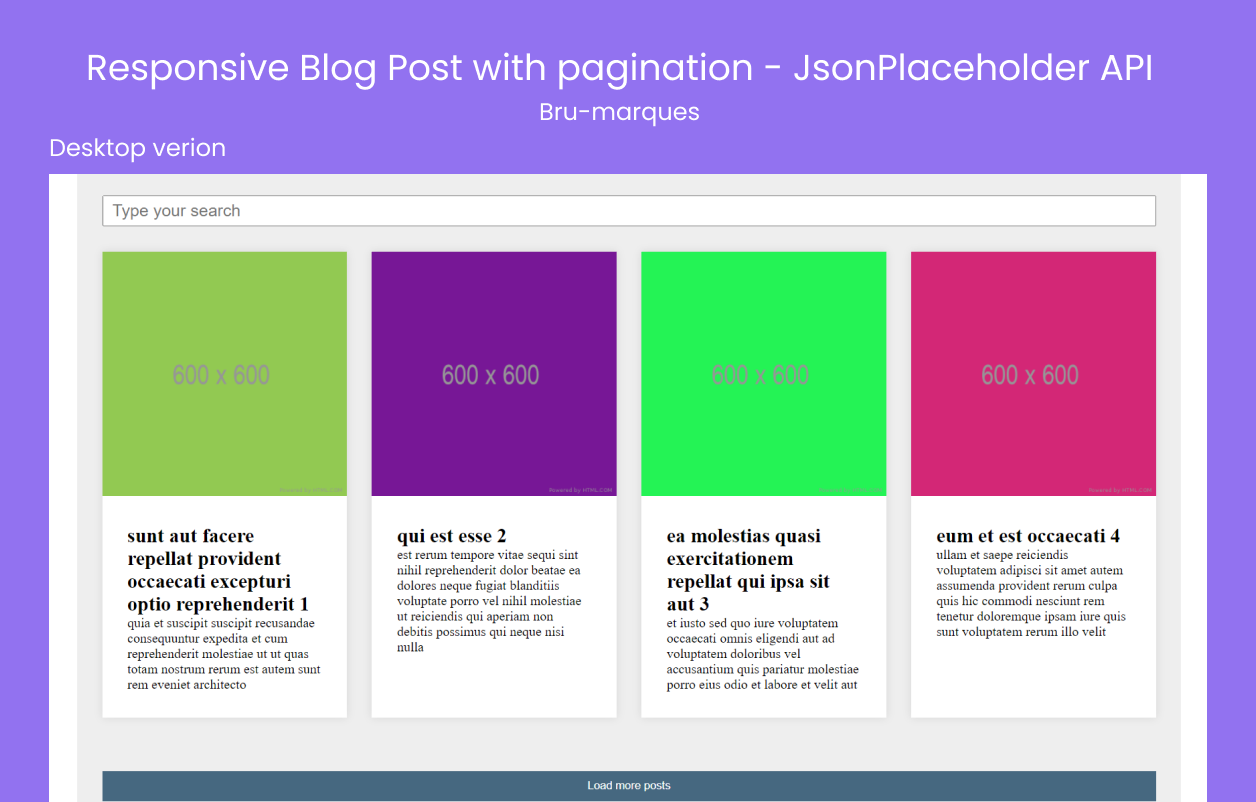 Responsive Blog Post with pagination - JsonPlaceholder API
Bru-marques
Desktop verion
Type your search
600 x 600
Powered by HTML.COM
sunt aut facere
repellat provident
occaecati excepturi
optio reprehenderit 1
quia et suscipit suscipit recusandae
consequuntur expedita et cum
reprehenderit molestiae ut ut quas
totam nostrum rerum est autem sunt
rem eveniet architecto
600 x 600
Powered by HTML.COM
qui est esse 2
est rerum tempore vitae sequi sint
nihil reprehenderit dolor beatae ea
dolores neque fugiat blanditiis
voluptate porro vel nihil molestiae
ut reiciendis qui aperiam non
debitis possimus qui neque nisi
nulla
600 x 600
Powered by HTML.COM
ea molestias quasi
exercitationem
repellat qui ipsa sit
aut 3
et iusto sed quo iure voluptatem
occaecati omnis eligendi aut ad
voluptatem doloribus vel
accusantium quis pariatur molestiae
porro eius odio et labore et velit aut
600 x 600
Powered by HTML.COM
eum et est occaecati 4
ullam et saepe reiciendis
voluptatem adipisci sit amet autem
assumenda provident rerum culpa
quis hic commodi nesciunt rem
tenetur doloremque ipsam iure quis
sunt voluptatem rerum illo velit
Load more posts